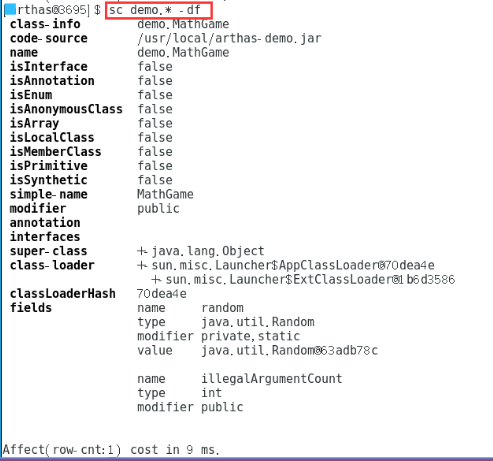 rthas@3695]$ sc demo.* -df
class-info demo.MathGame
code-source /usr/local/arthas-demo.jar
name demo.MathGame
isInterface false
isAnnotation false
isEnum false
isAnonymousClass false
isArray false
isLocalClass false
isMemberClass false
isPrimitive false
isSynthetic false
simple-name MathGame
modifier public
annotation
interfaces
super-class +-java.lang.Object
class-loader +-sun.misc.Launcher$AppClassLoader@70dea4e
+-sun.misc.Launcher$ExtClassLoader@1b6d3586
classLoaderHash 70dea4e
fields name random
type java.util.Random
modifier private,static
value java.util.Random@63adb78c
name illegalArgumentCount
type int
modifier public
Affect(row-cnt:1) cost in 9 ms.